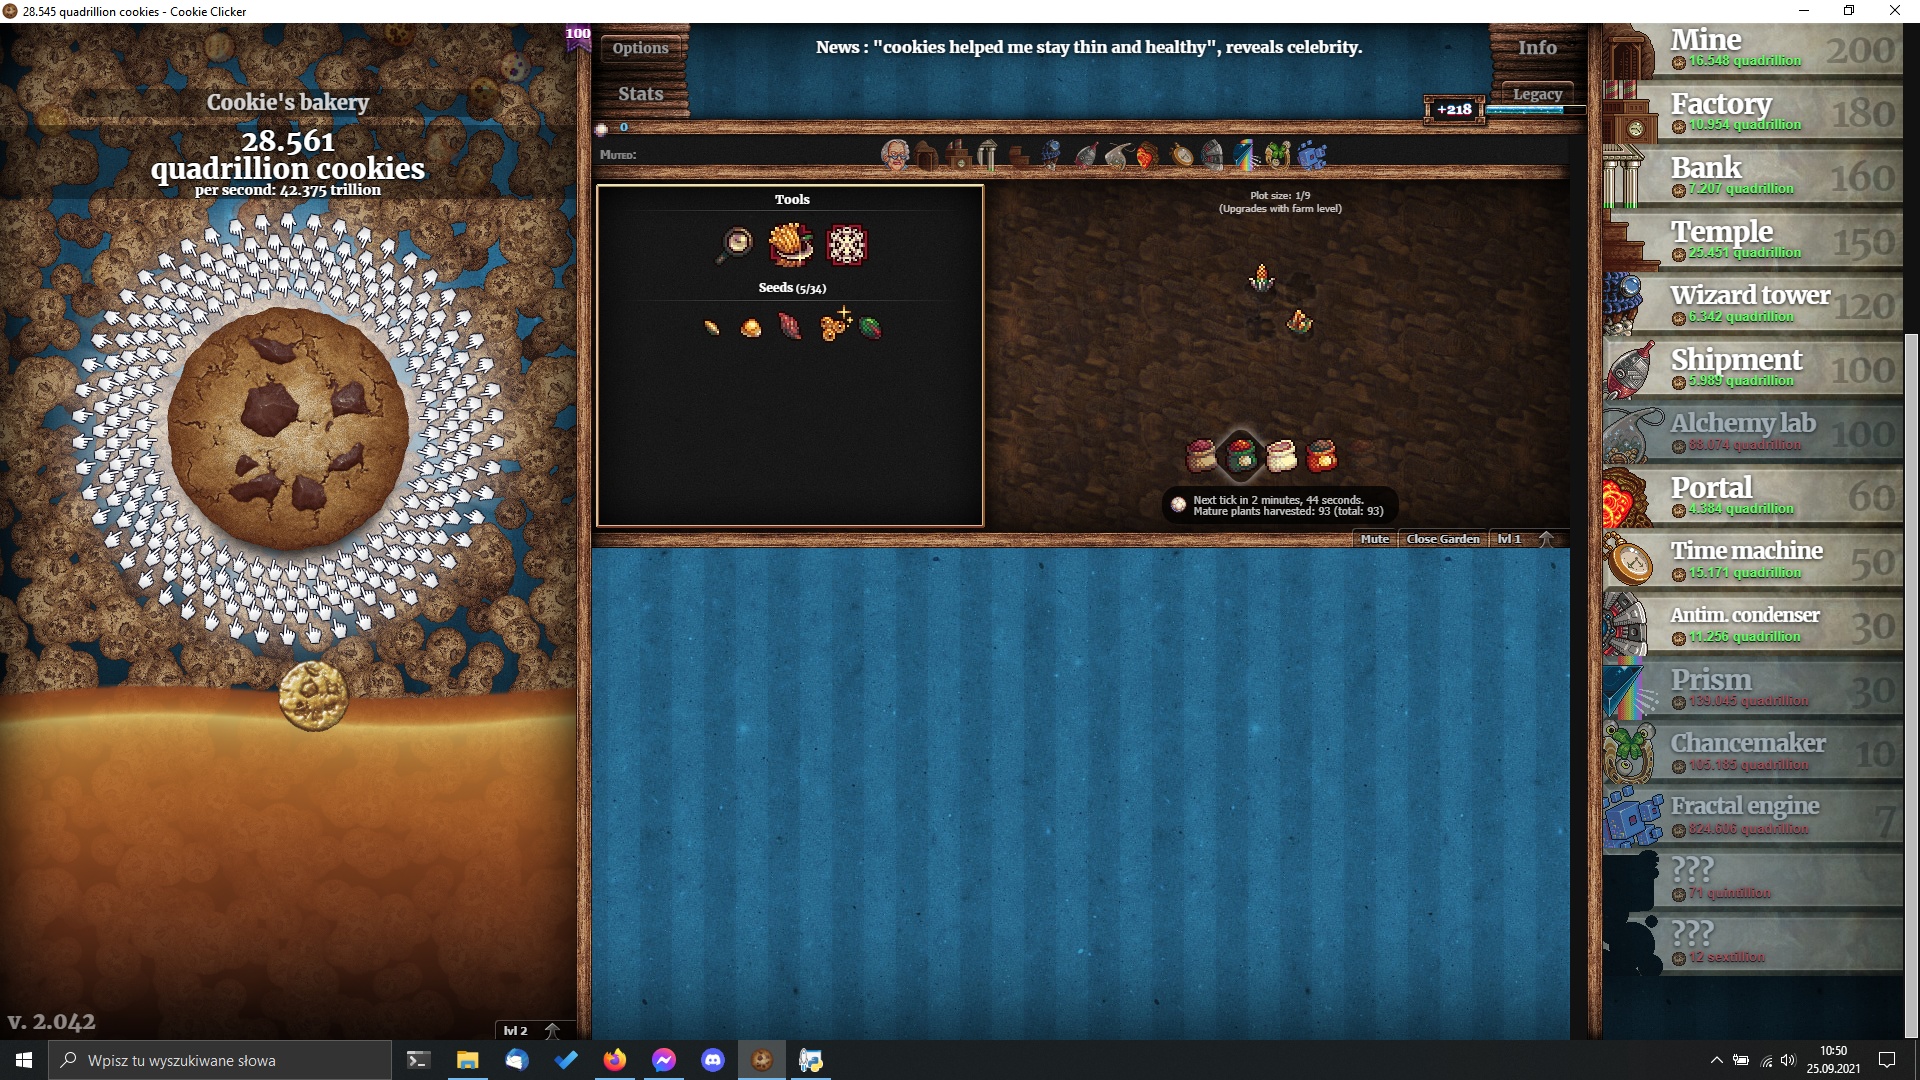 28.545 quadrillion cookies - Cookie Clicker
100
Cookie's bakery
28.561
quadrillion cookies
per second: 42.375 trillion
v. 2.042
lvl 2
Options
Stats
News : "cookies helped me stay thin and healthy", reveals celebrity.
Info
Legacy
+218
0
Muted:
Tools
Seeds (5/34)
Plot size: 1/9
(Upgrades with farm level)
Next tick in 2 minutes, 44 seconds.
Mature plants harvested: 93 (total: 93)
Mute
Close Garden
lvl 1
Mine
16.548 quadrillion
200
Factory
10.954 quadrillion
180
Bank
7.207 quadrillion
160
Temple
25.451 quadrillion
150
Wizard tower
6.342 quadrillion
120
Shipment
5.989 quadrillion
100
Alchemy lab
88.074 quadrillion
100
Portal
4.384 quadrillion
60
Time machine
15.171 quadrillion
50
Antim. condenser
11.256 quadrillion
30
Prism
139.045 quadrillion
30
Chancemaker
105.185 quadrillion
10
Fractal engine
824.606 quadrillion
7
???
71 quintillion
???
12 sextillion
Wpisz tu wyszukiwane słowa
10:50
25.09.2021